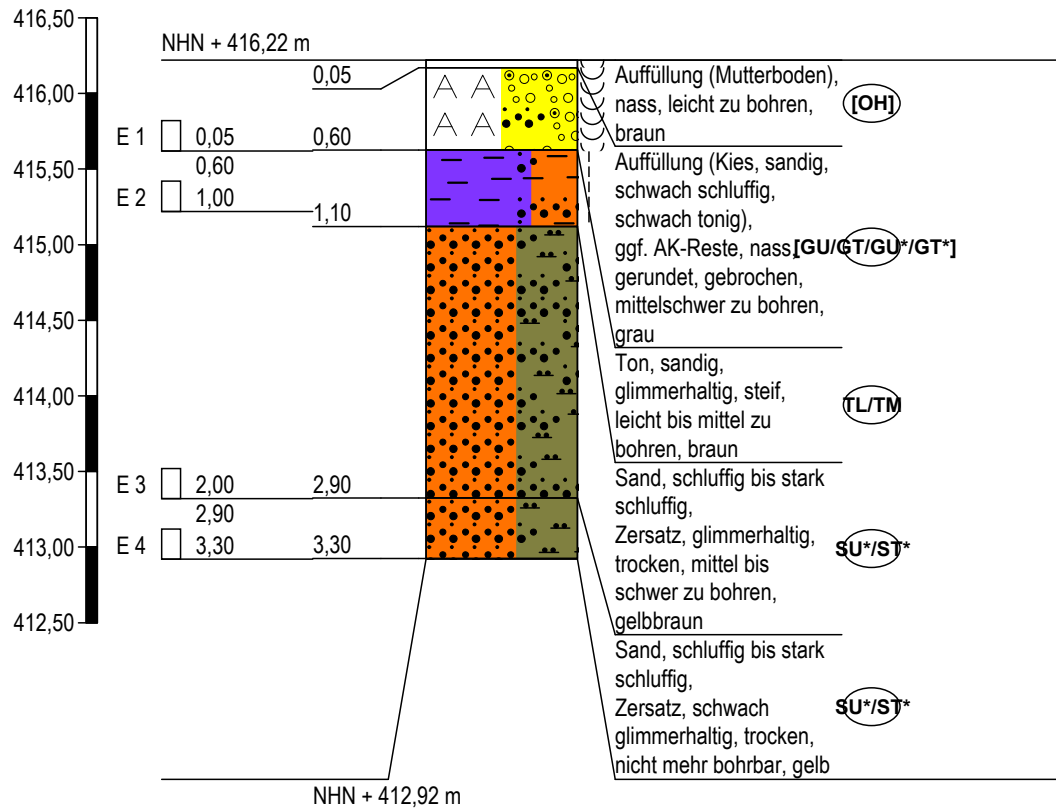 416,50
416,00
415,50
415,00
414,50
414,00
413,50
413,00
412,50
NHN + 416,22 m
0,05
E 1 0,05 0,60
0,60
E 2 1,00
1,10
E 3 2,00 2,90
2,90
E 4 3,30 3,30
NHN + 412,92 m
Auffüllung (Mutterboden),
nass, leicht zu bohren,
braun
[OH]
Auffüllung (Kies, sandig,
schwach schluffig,
schwach tonig),
ggf. AK-Reste, nass,
gerundet, gebrochen,
mittelschwer zu bohren,
grau
[GU/GT/GU*/GT*]
Ton, sandig,
glimmerhaltig, steif,
leicht bis mittel zu
bohren, braun
TL/TM
Sand, schluffig bis stark
schluffig,
Zersatz, glimmerhaltig,
trocken, mittel bis
schwer zu bohren,
gelbbraun
SU*/ST*
Sand, schluffig bis stark
schluffig,
Zersatz, schwach
glimmerhaltig, trocken,
nicht mehr bohrbar, gelb
SU*/ST*